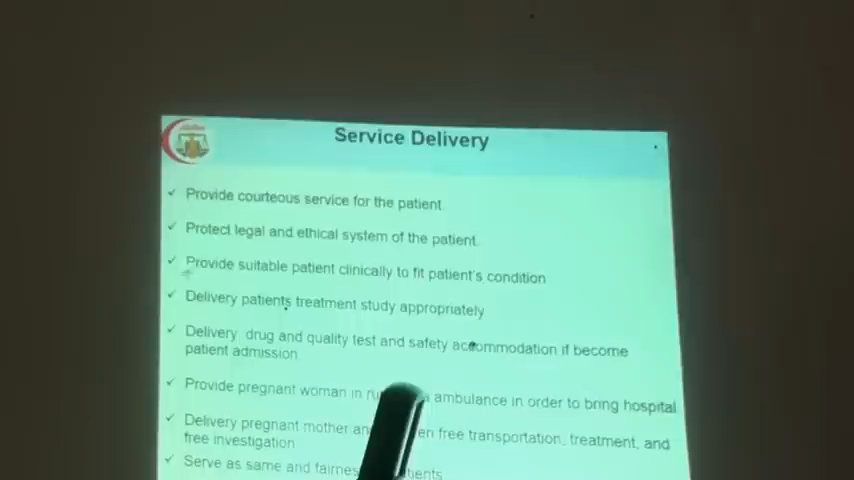 Service Delivery
Provide courteous service for the patient.
Protect legal and ethical system of the patient.
Provide suitable patient clinically to fit patient's condition
Delivery patients treatment study appropriately
Delivery drug and quality test and safety accommodation if become
patient admission
Provide pregnant woman in ambulance in order to bring hospital
Delivery pregnant mother free transportation, treatment, and
free investigation
Serve as same and